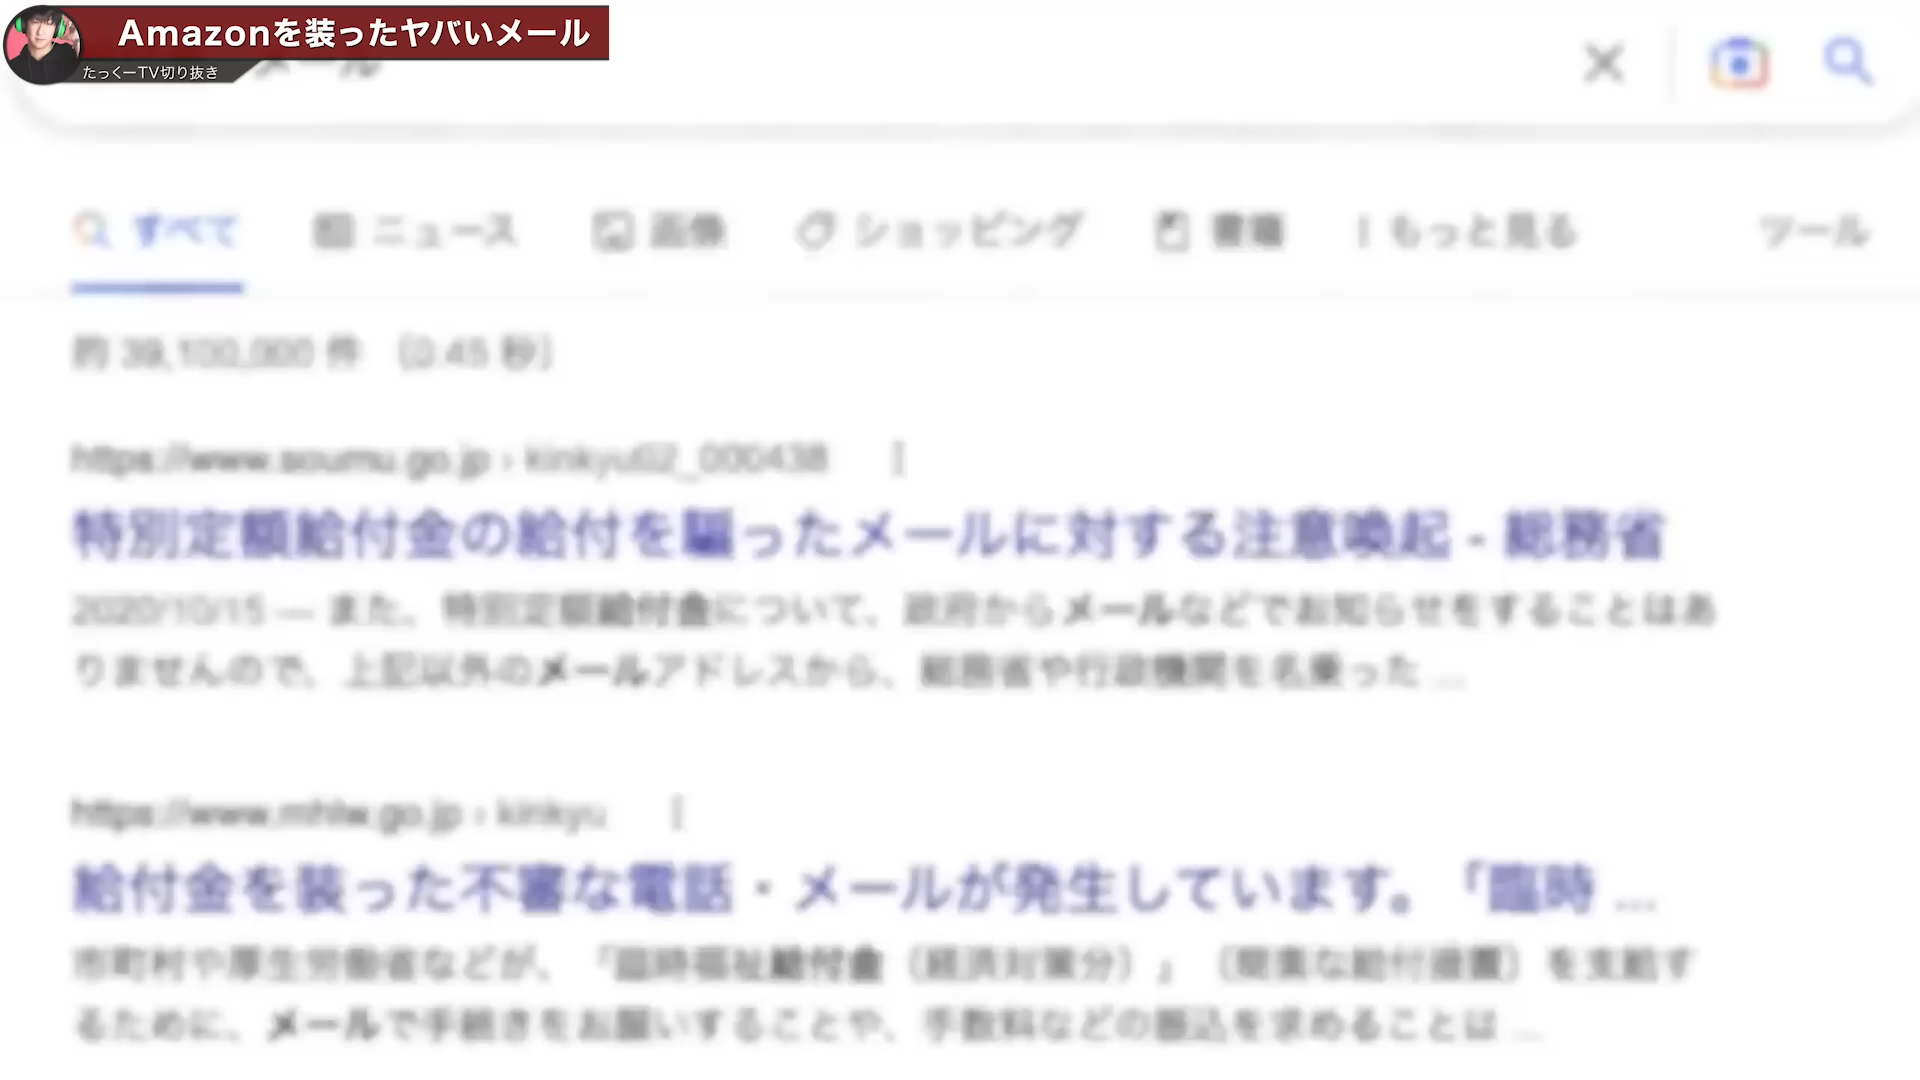 Amazonを装ったヤバいメール
たっくーTV切り抜き
メール
すべて ニュース 画像 ショッピング 書籍 もっと見る ツール
約 39,100,000 件 (0.45 秒)
https://www.soumu.go.jp › kinkyu02_000438
特別定額給付金の給付を騙ったメールに対する注意喚起 - 総務省
2020/10/15 — また、特別定額給付金について、政府からメールなどでお知らせをすることはあ
りませんので、上記以外のメールアドレスから、総務省や行政機関を名乗った ...
https://www.mhlw.go.jp › kinkyu
給付金を装った不審な電話・メールが発生しています。「臨時 ...
市町村や厚生労働省などが、「臨時福祉給付金（経済対策分）」（簡素な給付措置）を支給す
るために、メールで手続きをお願いすることや、手数料などの振込を求めることは ...